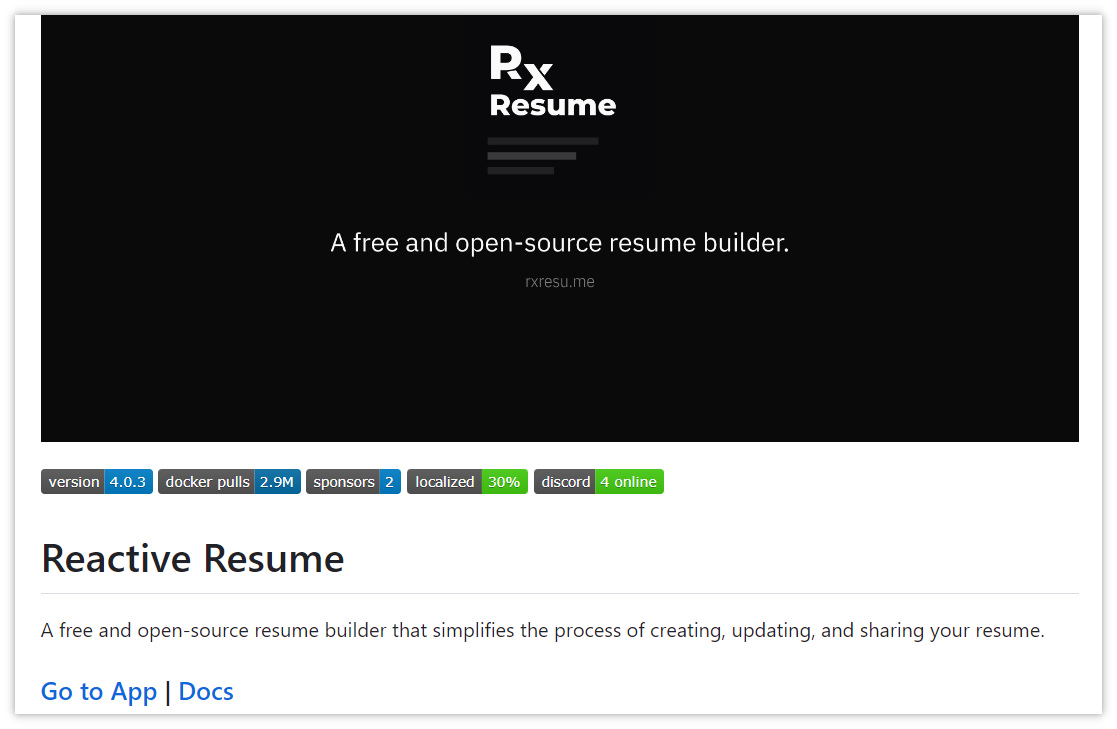 Rx
Resume
A free and open-source resume builder.
rxresu.me
version 4.0.3 docker pulls 2.9M sponsors 2 localized 30% discord 4 online
Reactive Resume
A free and open-source resume builder that simplifies the process of creating, updating, and sharing your resume.
Go to App | Docs